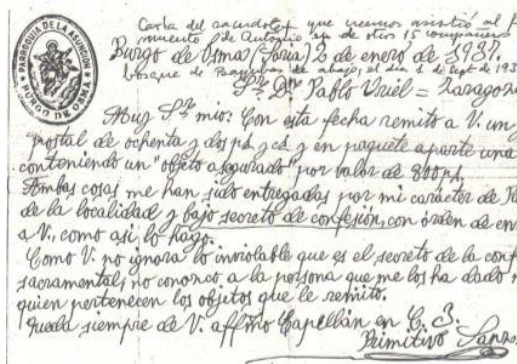 PARROQUIA DE LA ASUNCION
BURGO DE OSMA
Carta del sacerdote que creemos asistió al f
de Antonio y de otros 15 compañeros
Burgo de Osma (Soria) 2 de enero de 1937.
bosque de de abajo, el día 1 de Sept de 193
Sr. Dn Pablo Uriel = Zaragoza
Muy Sr. mio: Con esta fecha remito a V. un
postal de ochenta y dos pts y en paquete aparte una
conteniendo un "objeto asegurado" por valor de 800 pts.
Ambas cosas me han sido entregadas por mi carácter de
de la localidad y bajo secreto de confesión, con órden de en
a V., como así lo hago.
Como V. no ignora lo inviolable que es el secreto de la conf
sacramental, no conozco a la persona que me los ha dado n
quien pertenecen los objetos que le remito.
Queda siempre de V. affmo Capellán en C. J.
Primitivo Sanz